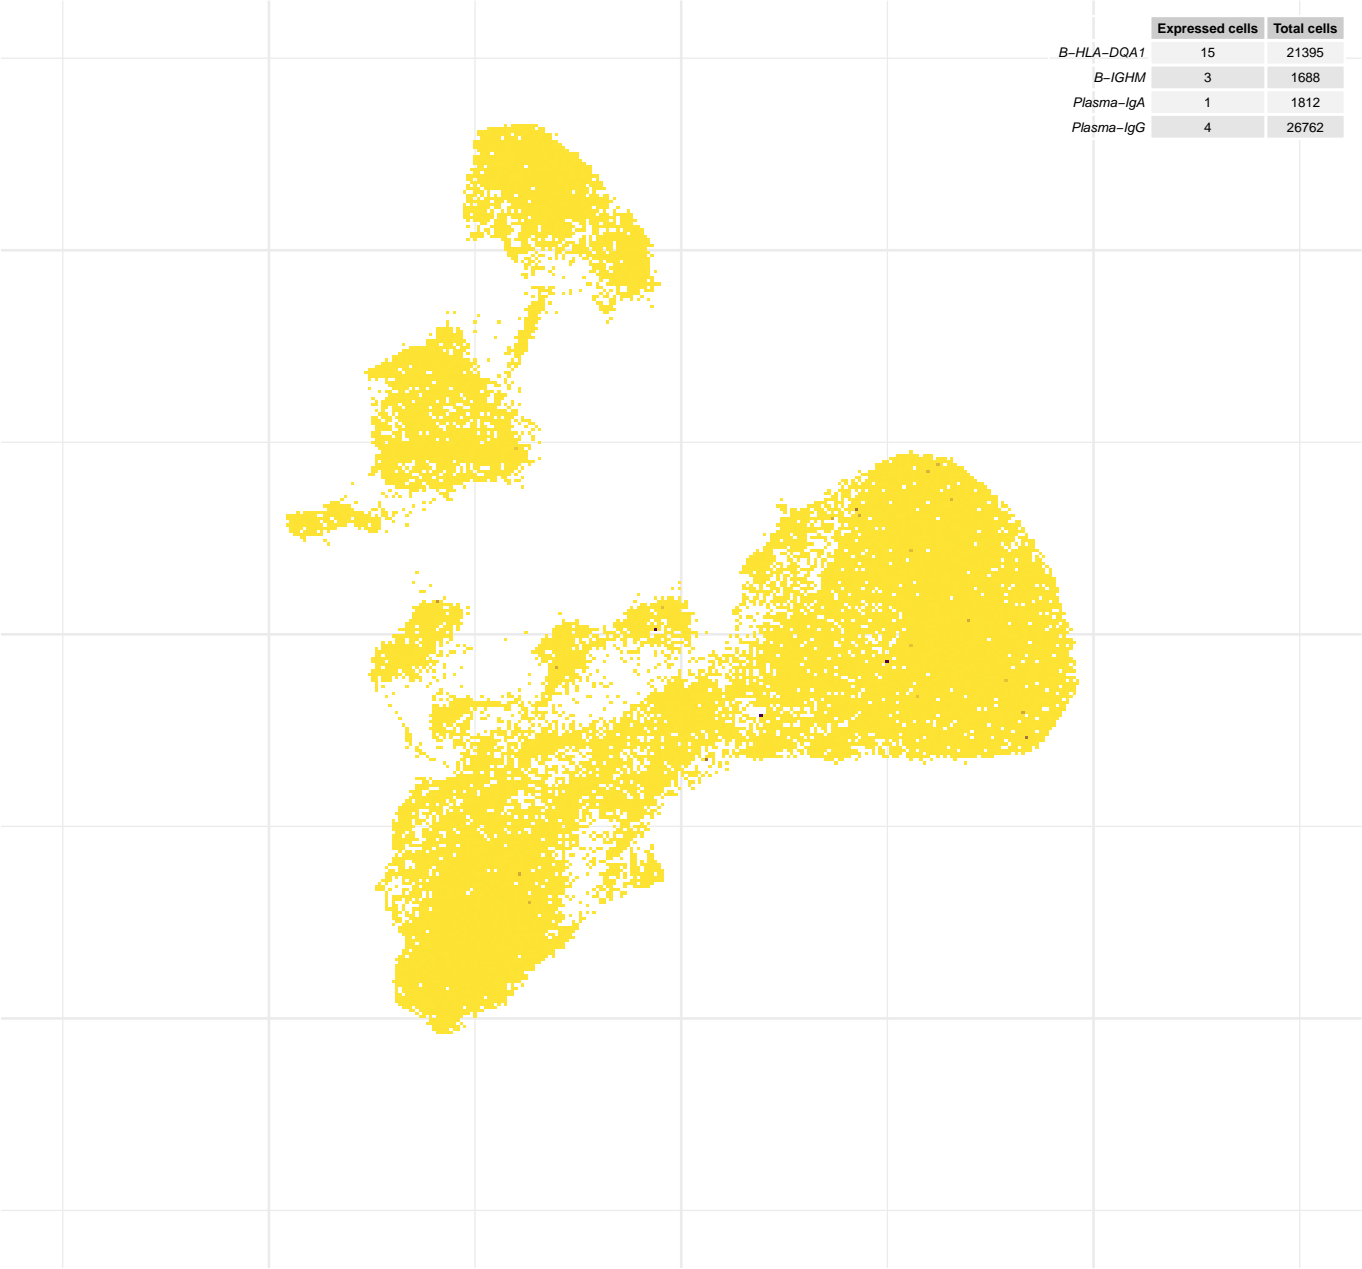 Expressed cells Total cells
B−HLA−DQA1 15 21395
B−IGHM 3 1688
Plasma−IgA 1 1812
Plasma−IgG 4 26762